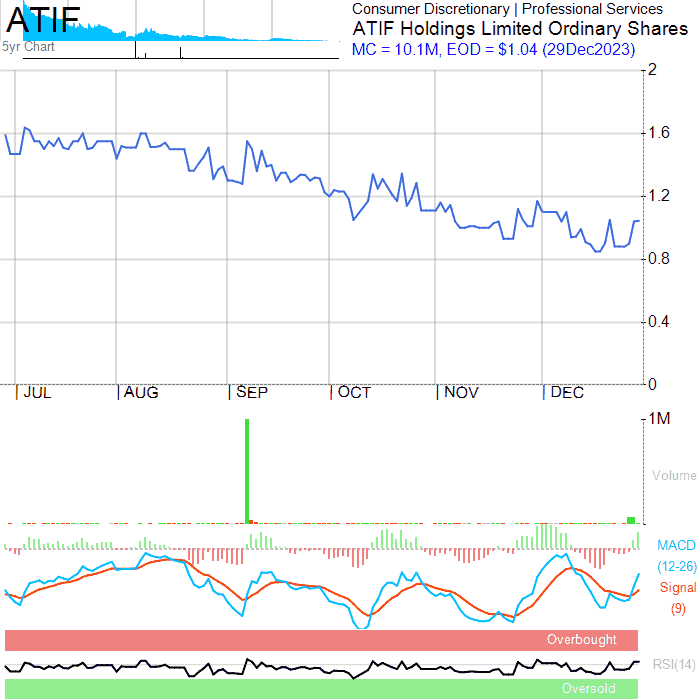 ATIF
5yr Chart
Consumer Discretionary | Professional Services
ATIF Holdings Limited Ordinary Shares
MC = 10.1M, EOD = $1.04 (29Dec2023)
2
1.6
1.2
0.8
0.4
0
JUL AUG SEP OCT NOV DEC
1M
Volume
MACD
(12-26)
Signal
(9)
Overbought
RSI(14)
Oversold